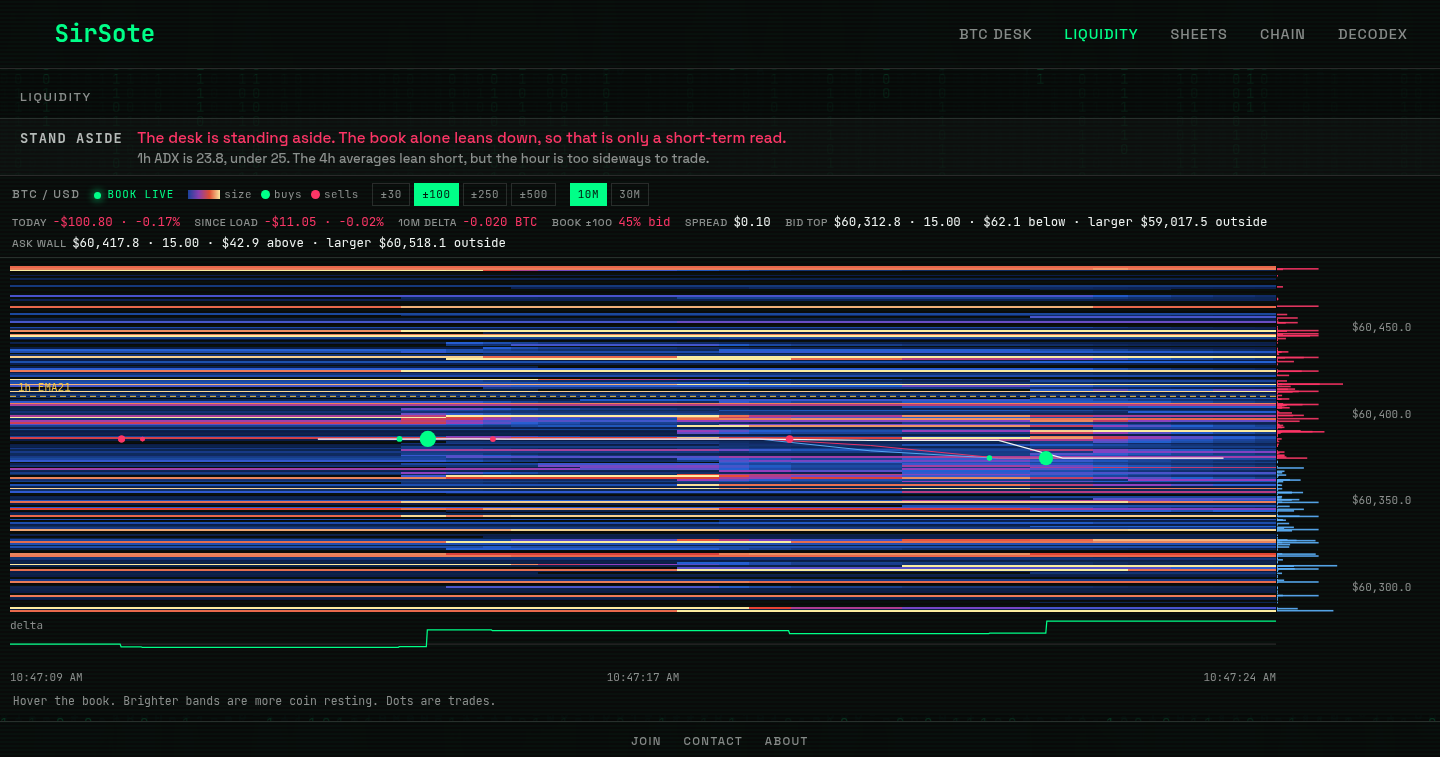 SirSote
BTC DESK LIQUIDITY SHEETS CHAIN DECODEX
LIQUIDITY
STAND ASIDE The desk is standing aside. The book alone leans down, so that is only a short-term read.
1h ADX is 23.8, under 25. The 4h averages lean short, but the hour is too sideways to trade.
BTC / USD BOOK LIVE size buys sells ±30 ±100 ±250 ±500 10M 30M
TODAY -$100.80 · -0.17% SINCE LOAD -$11.05 · -0.02% 10M DELTA -0.020 BTC BOOK ±100 45% bid SPREAD $0.10 BID TOP $60,312.8 · 15.00 · $62.1 below · larger $59,017.5 outside
ASK WALL $60,417.8 · 15.00 · $42.9 above · larger $60,518.1 outside
$60,450.0
1h EMA21
$60,400.0
$60,350.0
$60,300.0
delta
10:47:09 AM 10:47:17 AM 10:47:24 AM
Hover the book. Brighter bands are more coin resting. Dots are trades.
JOIN CONTACT ABOUT